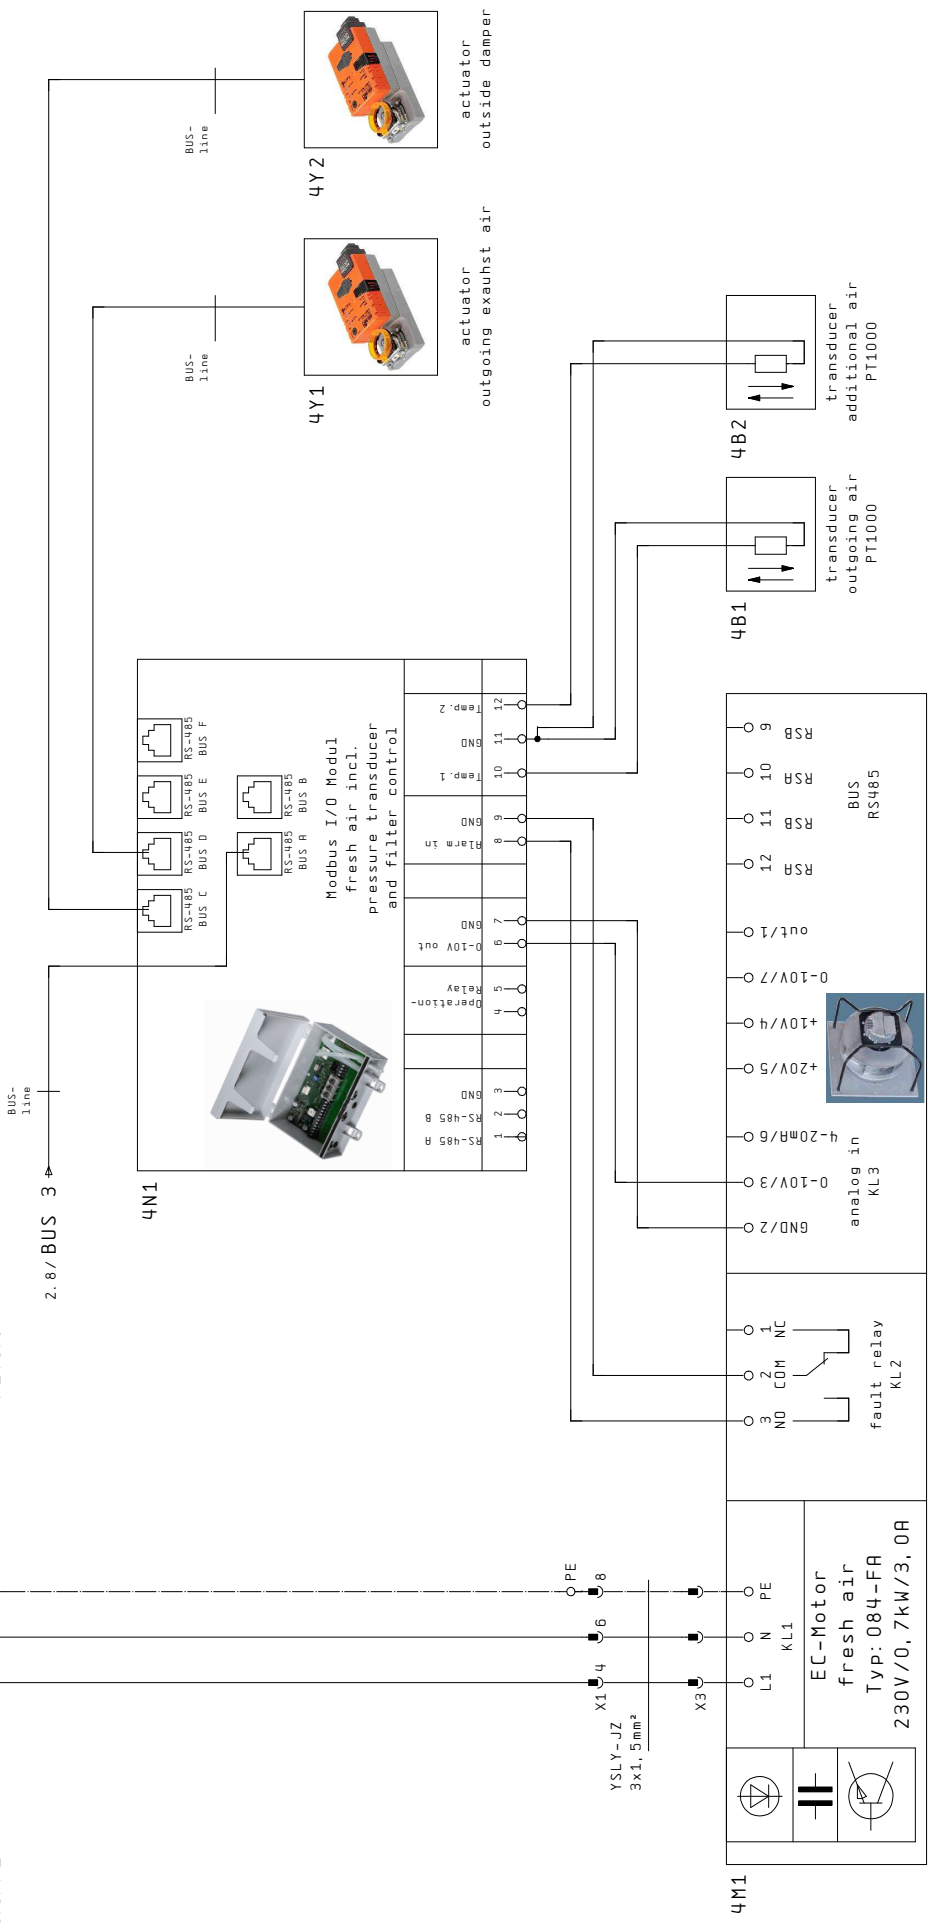 2.8/BUS 3
BUS-
line
BUS-
line
BUS-
line
4Y1
actuator
outgoing exauhst air
4Y2
actuator
outside damper
4N1
RS-485
BUS C
RS-485
BUS D
RS-485
BUS E
RS-485
BUS F
RS-485
BUS A
RS-485
BUS B
Modbus I/O Modul
fresh air incl.
pressure transducer
and filter control
RS-485 A
RS-485 B
GND
Operation-
Relay
0-10V out
GND
Alarm in
GND
Temp.1
GND
Temp.2
1
2
3
4
5
6
7
8
9
10
11
12
PE
X1
4
6
8
YSLY-JZ
3x1,5mm²
X3
4B1
transducer
outgoing air
PT1000
4B2
transducer
additional air
PT1000
4M1
L1
N
PE
KL1
EC-Motor
fresh air
Typ:084-FA
230V/0,7kW/3,0A
3
NO
2
COM
1
NC
fault relay
KL2
GND/2
0-10V/3
4-20mA/6
+20V/5
+10V/4
0-10V/7
out/1
analog in
KL3
12
RSA
11
RSB
10
RSA
9
RSB
BUS
RS485